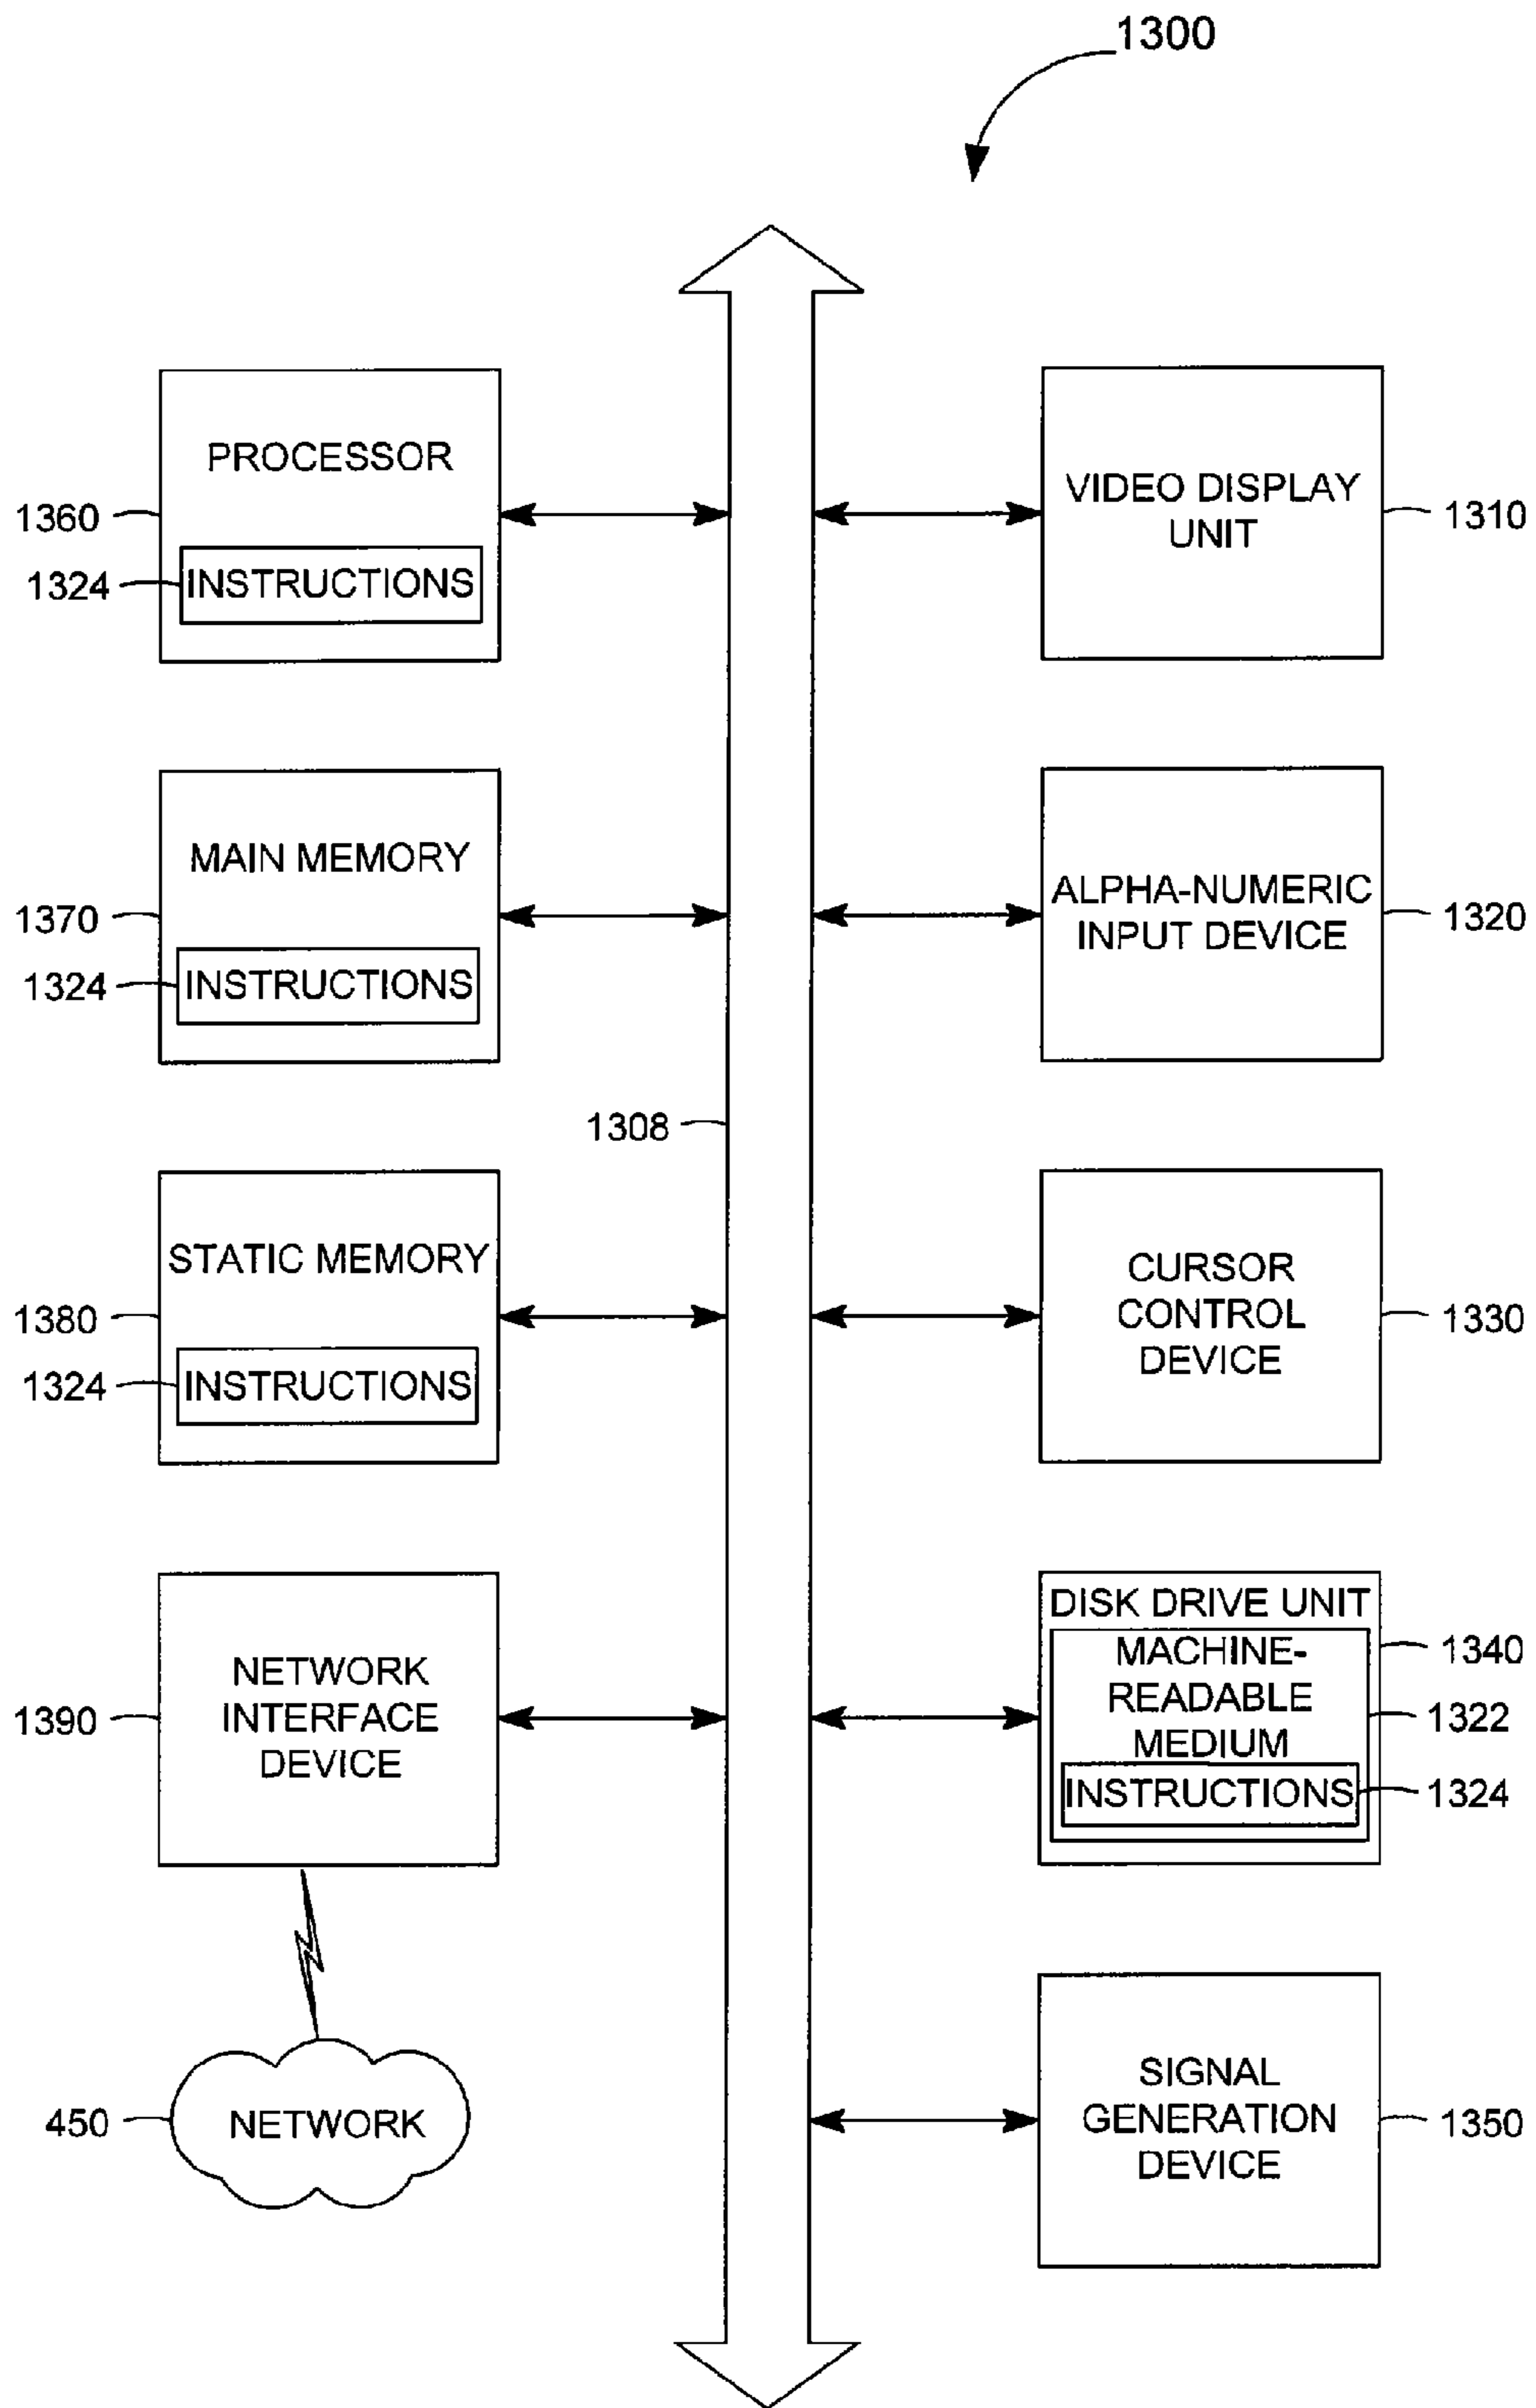 1300
PROCESSOR
1360
1324
INSTRUCTIONS
VIDEO DISPLAY
UNIT
1310
MAIN MEMORY
1370
1324
INSTRUCTIONS
ALPHA-NUMERIC
INPUT DEVICE
1320
1308
STATIC MEMORY
1380
1324
INSTRUCTIONS
CURSOR
CONTROL
DEVICE
1330
NETWORK
INTERFACE
DEVICE
1390
DISK DRIVE UNIT
1340
MACHINE-
READABLE
MEDIUM
1322
INSTRUCTIONS
1324
450
NETWORK
SIGNAL
GENERATION
DEVICE
1350